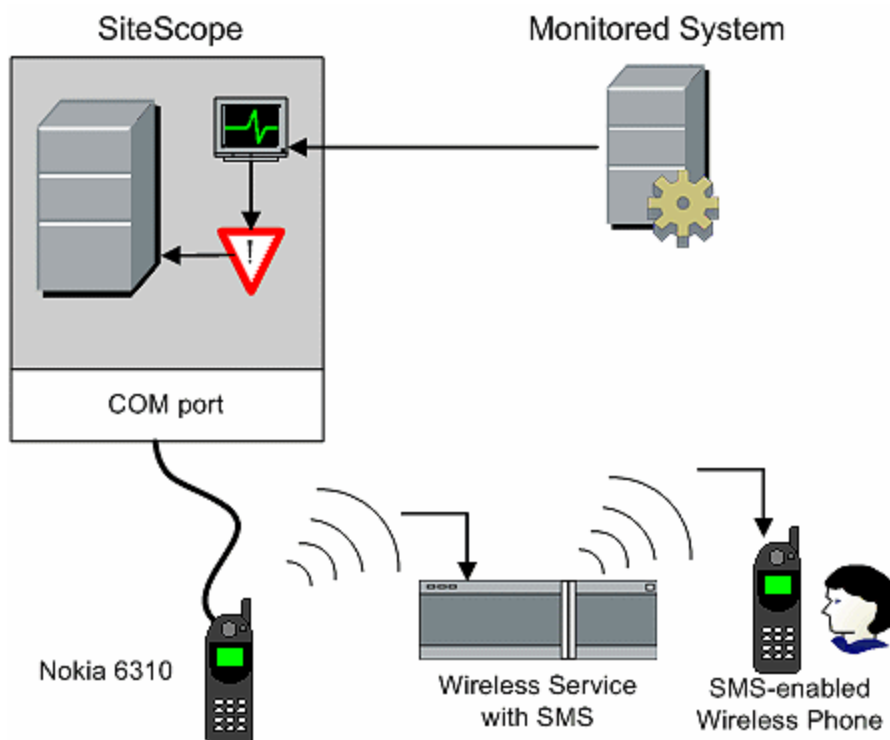 SiteScope
Monitored System
!
COM port
Nokia 6310
Wireless Service
with SMS
SMS-enabled
Wireless Phone